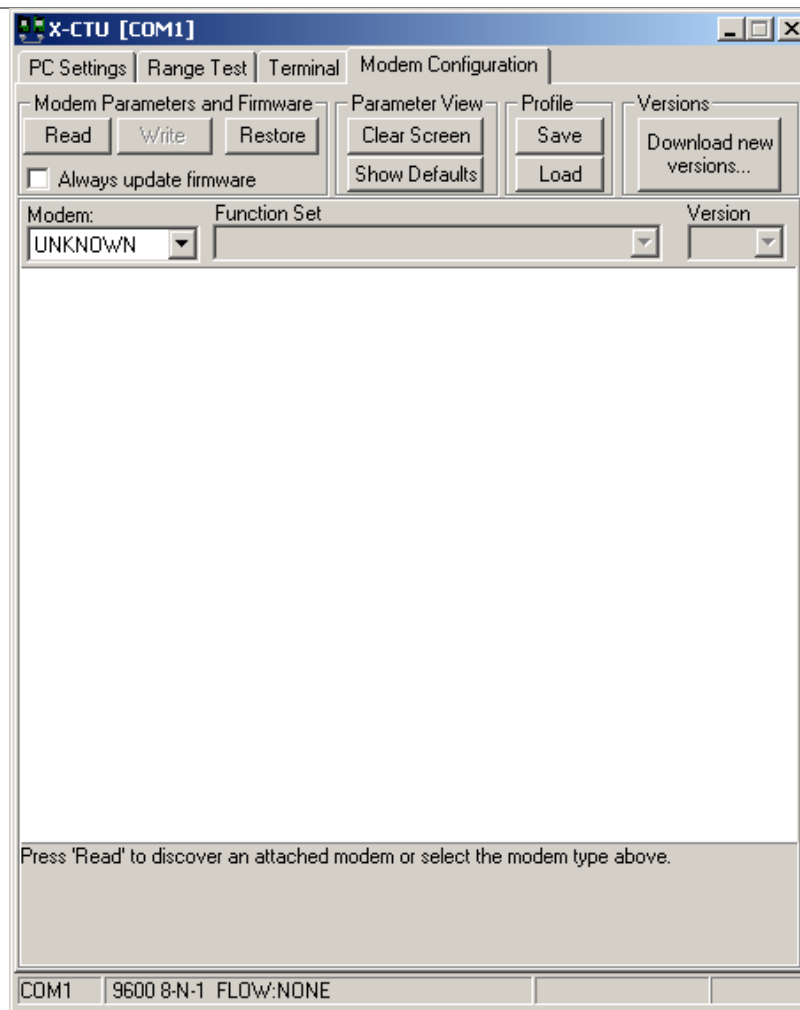 X-CTU [COM1]
PC Settings Range Test Terminal Modem Configuration
Modem Parameters and Firmware Parameter View Profile Versions
Read Write Restore Clear Screen Save Download new versions...
Always update firmware Show Defaults Load
Modem: Function Set Version
UNKNOWN
Press 'Read' to discover an attached modem or select the modem type above.
COM1 9600 8-N-1 FLOW:NONE